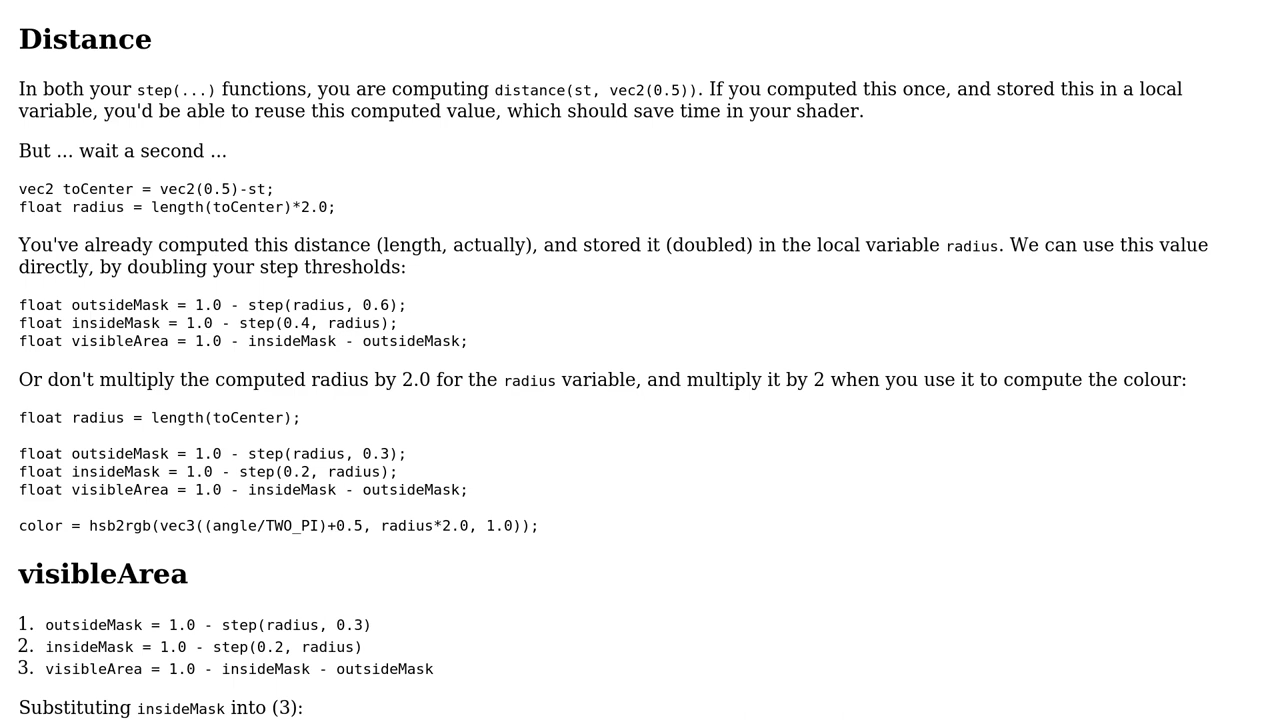 Distance
In both your step(...) functions, you are computing distance(st, vec2(0.5)). If you computed this once, and stored this in a local
variable, you'd be able to reuse this computed value, which should save time in your shader.
But ... wait a second ...
vec2 toCenter = vec2(0.5)-st;
float radius = length(toCenter)*2.0;
You've already computed this distance (length, actually), and stored it (doubled) in the local variable radius. We can use this value
directly, by doubling your step thresholds:
float outsideMask = 1.0 - step(radius, 0.6);
float insideMask = 1.0 - step(0.4, radius);
float visibleArea = 1.0 - insideMask - outsideMask;
Or don't multiply the computed radius by 2.0 for the radius variable, and multiply it by 2 when you use it to compute the colour:
float radius = length(toCenter);
float outsideMask = 1.0 - step(radius, 0.3);
float insideMask = 1.0 - step(0.2, radius);
float visibleArea = 1.0 - insideMask - outsideMask;
color = hsb2rgb(vec3((angle/TWO_PI)+0.5, radius*2.0, 1.0));
visibleArea
1. outsideMask = 1.0 - step(radius, 0.3)
2. insideMask = 1.0 - step(0.2, radius)
3. visibleArea = 1.0 - insideMask - outsideMask
Substituting insideMask into (3):